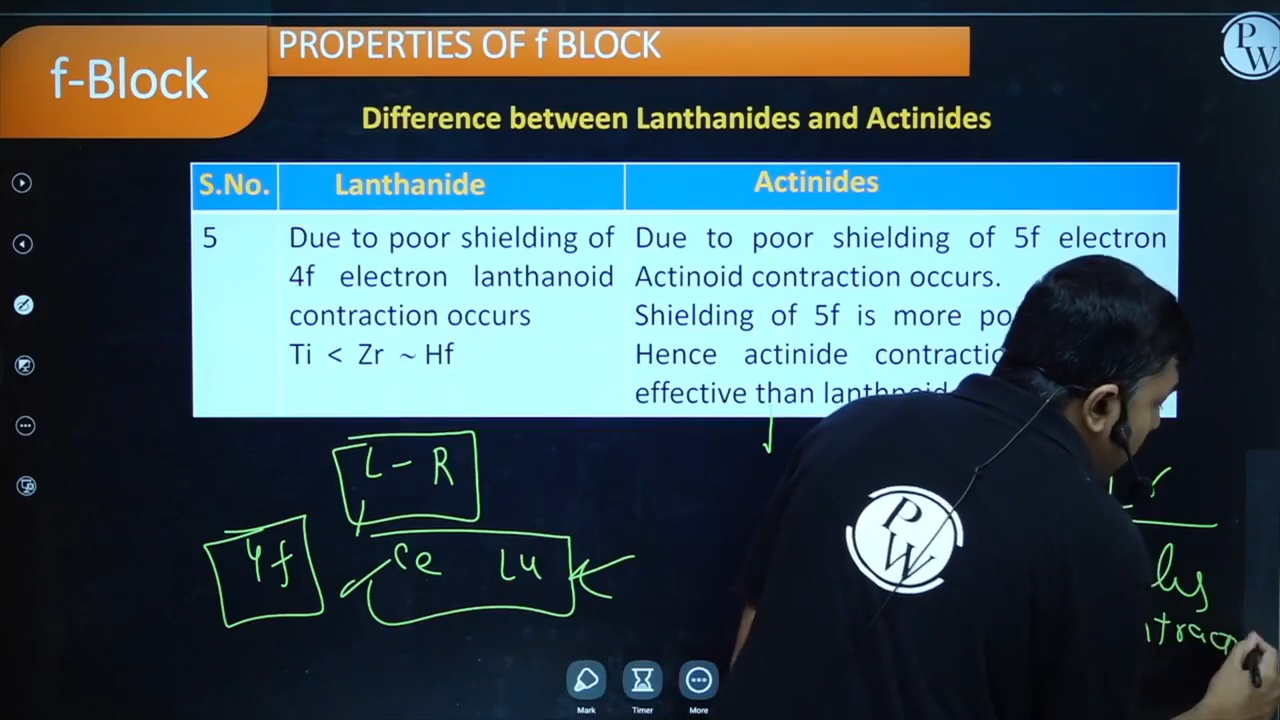 f-Block
PROPERTIES OF f BLOCK
PW
Difference between Lanthanides and Actinides
S.No. Lanthanide Actinides
5
Due to poor shielding of
4f electron lanthanoid
contraction occurs
Ti < Zr ~ Hf
Due to poor shielding of 5f electron
Actinoid contraction occurs.
Shielding of 5f is more
Hence actinide
effective than
L - R
4f
Ce Lu
PW
Mark
Timer
More